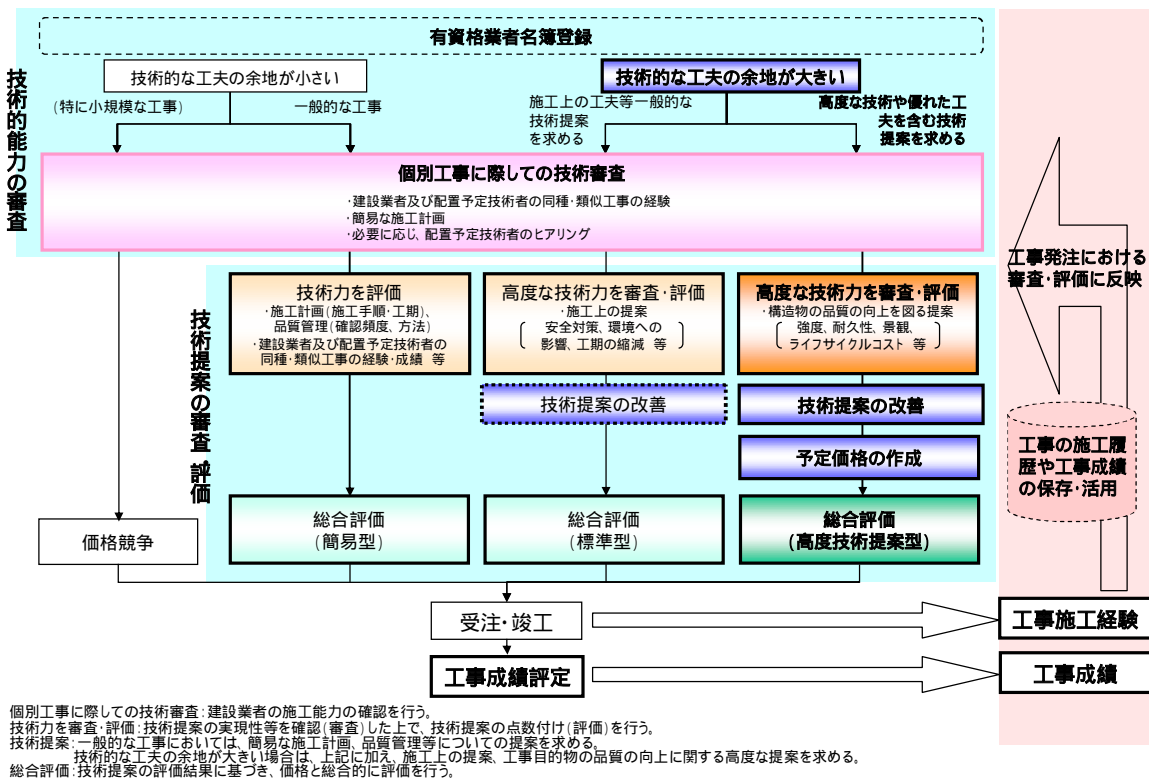 有資格業者名簿登録
技術的能力の審査
技術的な工夫の余地が小さい
技術的な工夫の余地が大きい
(特に小規模な工事)
一般的な工事
施工上の工夫等一般的な
技術提案
を求める
高度な技術や優れた工
夫を含む技術
提案を求める
個別工事に際しての技術審査
・建設業者及び配置予定技術者の同種・類似工事の経験
・簡易な施工計画
・必要に応じ、配置予定技術者のヒアリング
工事発注における
審査・評価に反映
技術提案の審査 評価
技術力を評価
・施工計画(施工手順・工期)、
品質管理(確認頻度、方法)
・建設業者及び配置予定技術者の
同種・類似工事の経験・成績 等
高度な技術力を審査・評価
・施工上の提案
安全対策、環境への
影響、工期の縮減 等
高度な技術力を審査・評価
・構造物の品質の向上を図る提案
強度、耐久性、景観、
ライフサイクルコスト 等
技術提案の改善
技術提案の改善
予定価格の作成
工事の施工履
歴や工事成績
の保存・活用
価格競争
総合評価
(簡易型)
総合評価
(標準型)
総合評価
(高度技術提案型)
受注・竣工
工事施工経験
工事成績評定
工事成績
個別工事に際しての技術審査:建設業者の施工能力の確認を行う。
技術力を審査・評価:技術提案の実現性等を確認(審査)した上で、技術提案の点数付け(評価)を行う。
技術提案:一般的な工事においては、簡易な施工計画、品質管理等についての提案を求める。
技術的な工夫の余地が大きい場合は、上記に加え、施工上の提案、工事目的物の品質の向上に関する高度な提案を求める。
総合評価:技術提案の評価結果に基づき、価格と総合的に評価を行う。